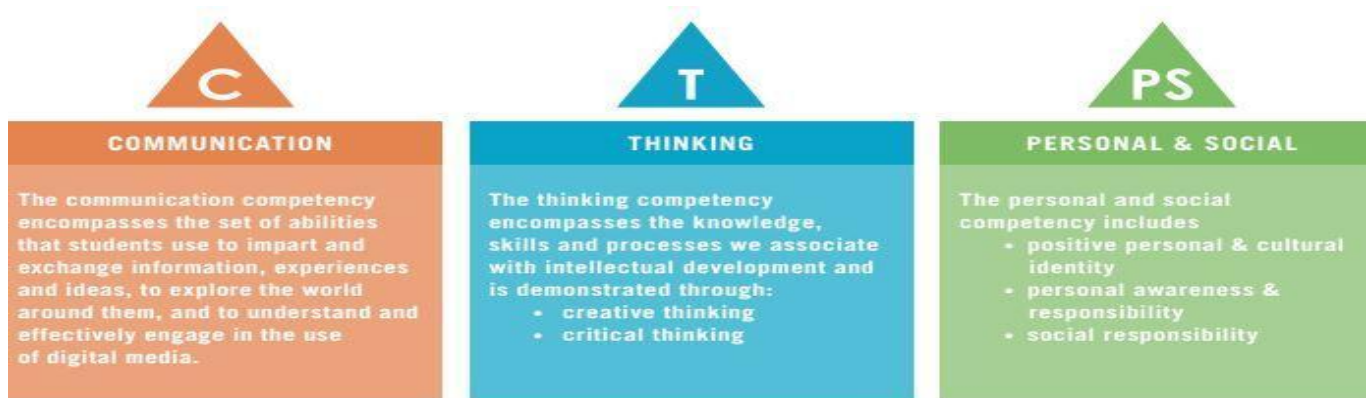 C
COMMUNICATION
The communication competency
encompasses the set of abilities
that students use to impart and
exchange information, experiences
and ideas, to explore the world
around them, and to understand and
effectively engage in the use
of digital media.
T
THINKING
The thinking competency
encompasses the knowledge,
skills and processes we associate
with intellectual development and
is demonstrated through:
• creative thinking
• critical thinking
PS
PERSONAL & SOCIAL
The personal and social
competency includes
• positive personal & cultural
identity
• personal awareness &
responsibility
• social responsibility